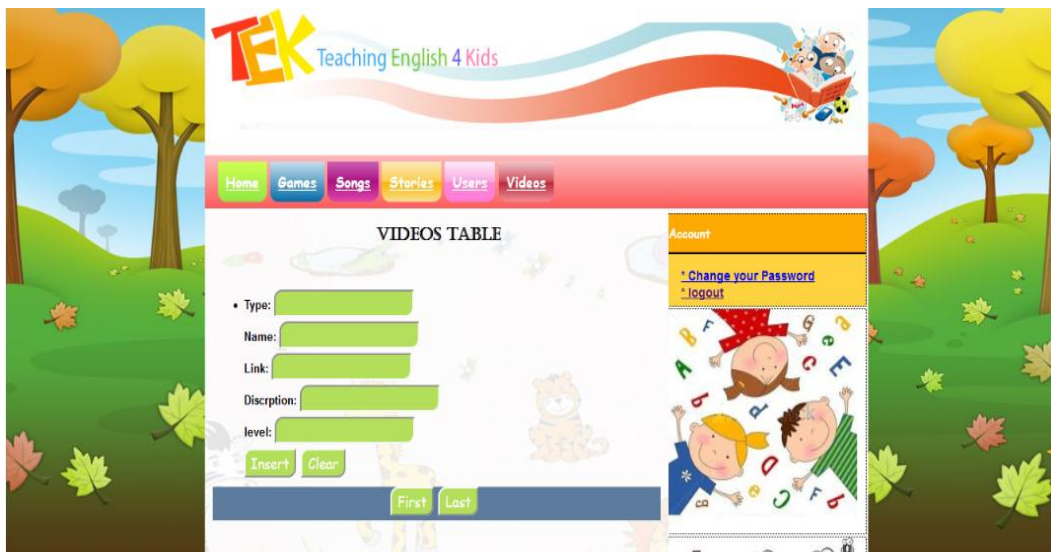 TEK
Teaching English 4 Kids
Home Games Songs Stories Users Videos
VIDEOS TABLE
Account
* Change your Password
* logout
• Type:
Name:
Link:
Discrption:
level:
Insert Clear
First Last